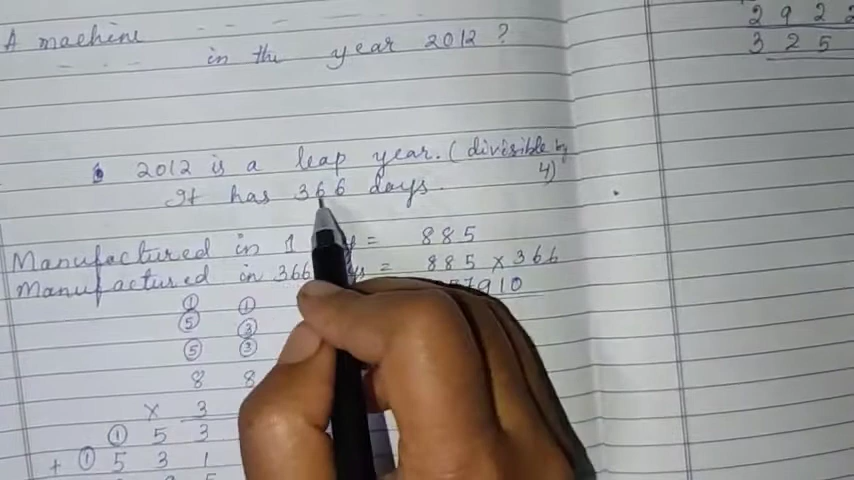 A machine
in the year 2012 ?
2012 is a leap year. ( divisible by
4)
It has 366 days.
Manufactured in 1 = 885
Manufactured in 366 = 885 x 366
57910
1 1
5 3
5 3
8 8
x 3
1 5 3
+ 1 5 3 1
2 9 2 2
3 2 5